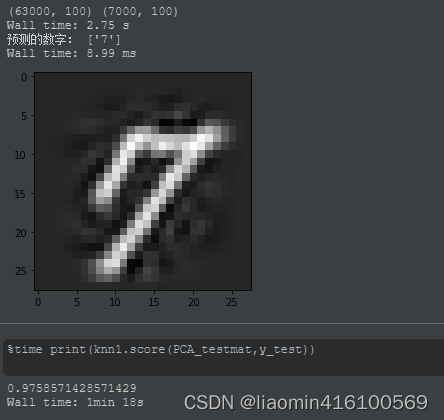 (63000, 100) (7000, 100)
Wall time: 2.75 s
预测的数字： ['7']
Wall time: 8.99 ms
0
5
10
15
20
25
0 5 10 15 20 25
%time print(knn1.score(PCA_testmat,y_test))
0.9758571428571429
Wall time: 1min 18s
CSDN @liaomin416100569